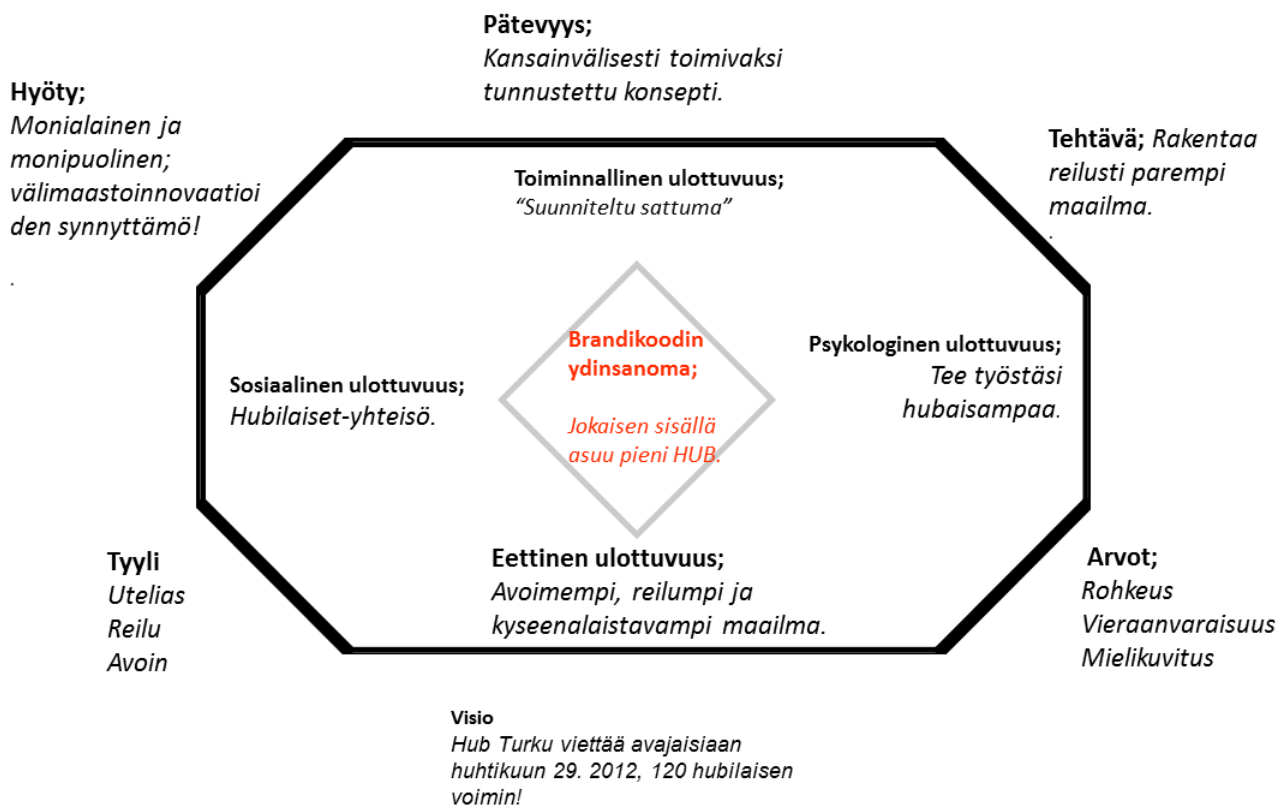 Pätevyys;
Kansainvälisesti toimivaksi
tunnustettu konsepti.
Hyöty;
Monialainen ja
monipuolinen;
välimaastoinnovaatioi
den synnyttämö!
.
Tehtävä; Rakentaa
reilusti parempi
maailma.
.
Toiminnallinen ulottuvuus;
“Suunniteltu sattuma”
Sosiaalinen ulottuvuus;
Hubilaiset-yhteisö.
Brandikoodin
ydinsanoma;
Jokaisen sisällä
asuu pieni HUB.
Psykologinen ulottuvuus;
Tee työstäsi
hubaisampaa.
Eettinen ulottuvuus;
Avoimempi, reilumpi ja
kyseenalaistavampi maailma.
Tyyli
Utelias
Reilu
Avoin
Arvot;
Rohkeus
Vieraanvaraisuus
Mielikuvitus
Visio
Hub Turku viettää avajaisiaan
huhtikuun 29. 2012, 120 hubilaisen
voimin!